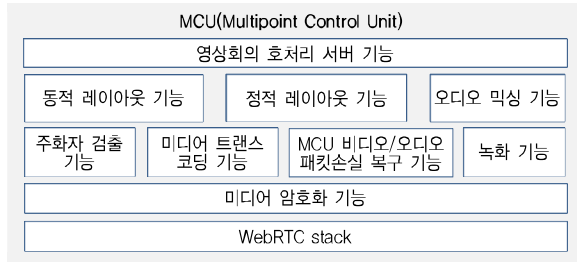 MCU(Multipoint Control Unit)
영상회의 호처리 서버 기능
동적 레이아웃 기능
정적 레이아웃 기능
오디오 믹싱 기능
주화자 검출
기능
미디어 트랜스
코딩 기능
MCU 비디오/오디오
패킷손실 복구 기능
녹화 기능
미디어 암호화 기능
WebRTC stack